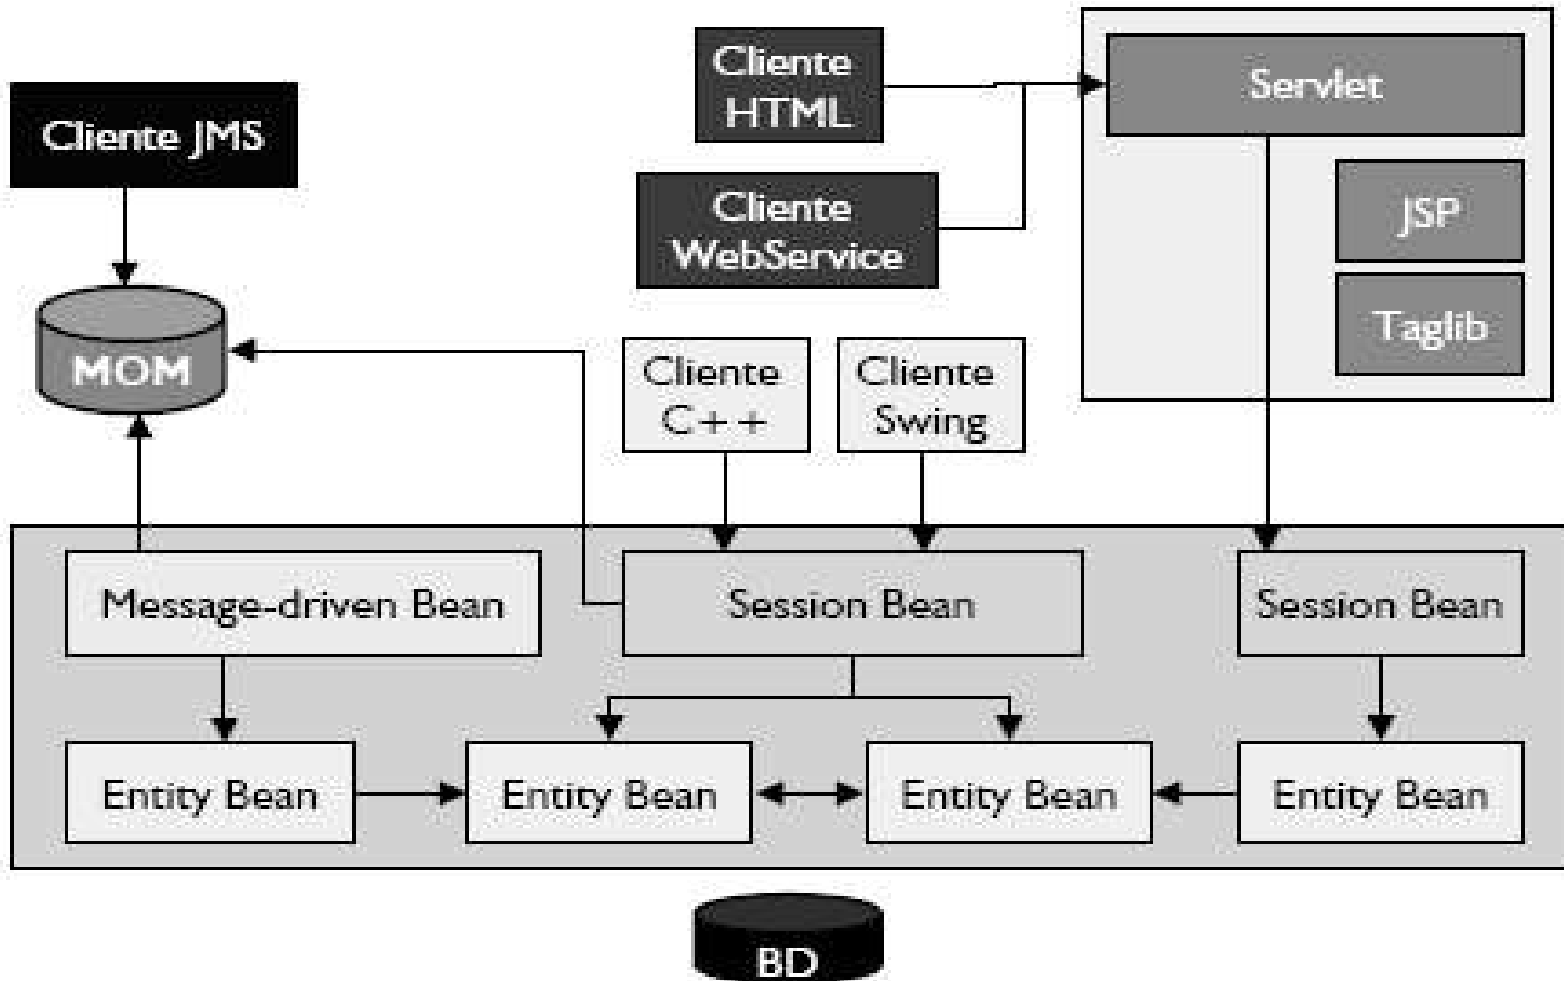 Cliente
HTML
Servlet
Cliente JMS
Cliente
WebService
JSP
Taglib
MOM
Cliente
C++
Cliente
Swing
Message-driven Bean
Session Bean
Session Bean
Entity Bean
Entity Bean
Entity Bean
Entity Bean
BD